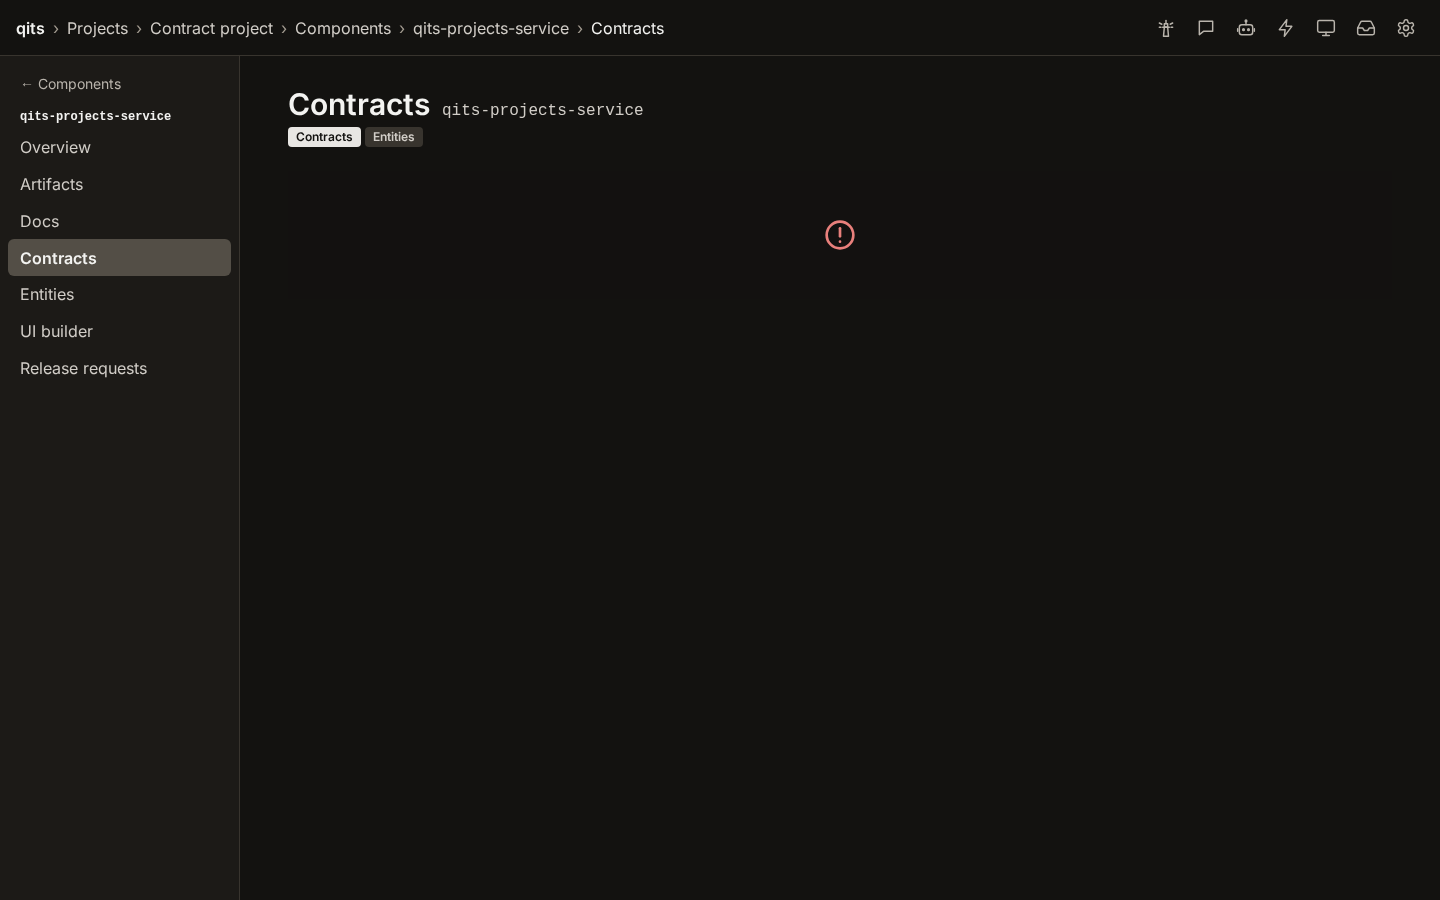 qits › Projects › Contract project › Components › qits-projects-service › Contracts
← Components
qits-projects-service
Overview
Artifacts
Docs
Contracts
Entities
UI builder
Release requests
Contracts qits-projects-service
Contracts Entities